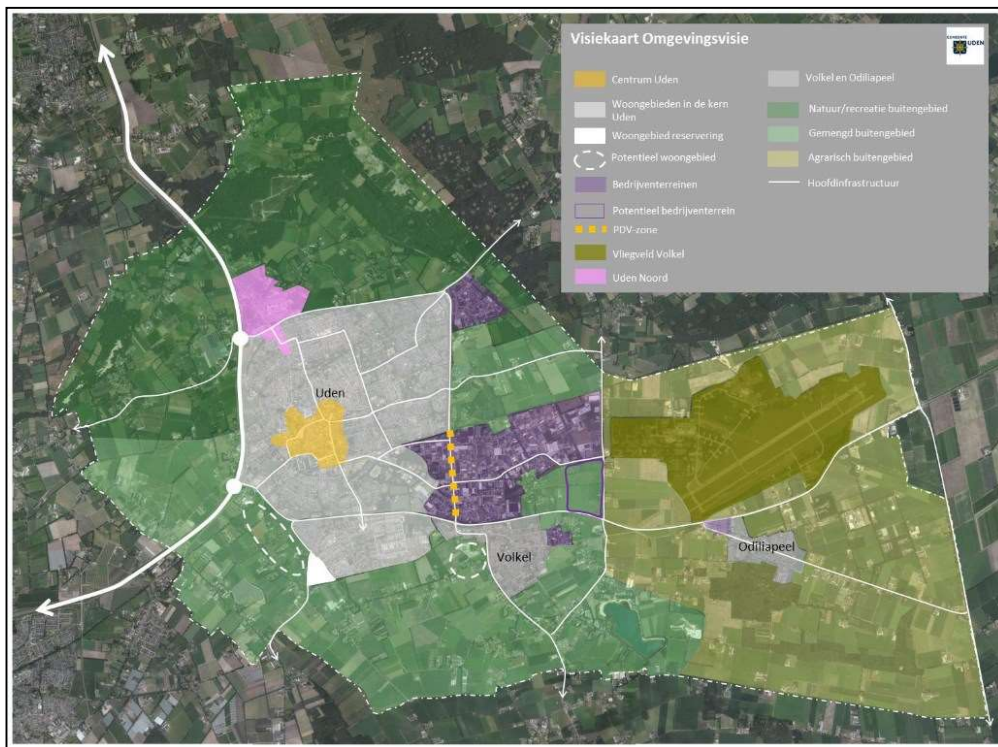 Visiekaart Omgevingsvisie
GEMEENTE
UDEN
Centrum Uden
Woongebieden in de kern
Uden
Woongebied reservering
Potentieel woongebied
Bedrijventerreinen
Potentieel bedrijventerrein
PDV-zone
Vliegveld Volkel
Uden Noord
Volkel en Odiliapeel
Natuur/recreatie buitengebied
Gemengd buitengebied
Agrarisch buitengebied
Hoofdinfrastructuur
Uden
Volkel
Odiliapeel